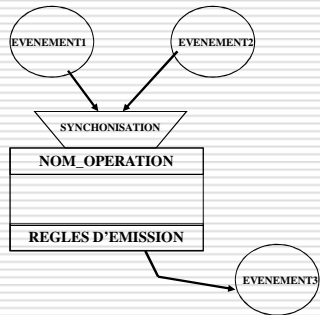 EVENEMENT1
EVENEMENT2
SYNCHONISATION
NOM_OPERATION
REGLES D'EMISSION
EVENEMENT3